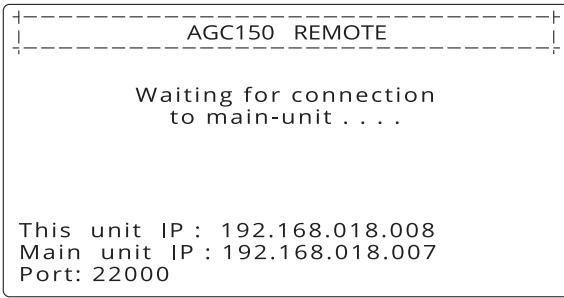 AGC150 REMOTE
Waiting for connection
to main-unit . . . .
This unit IP : 192.168.018.008
Main unit IP : 192.168.018.007
Port: 22000